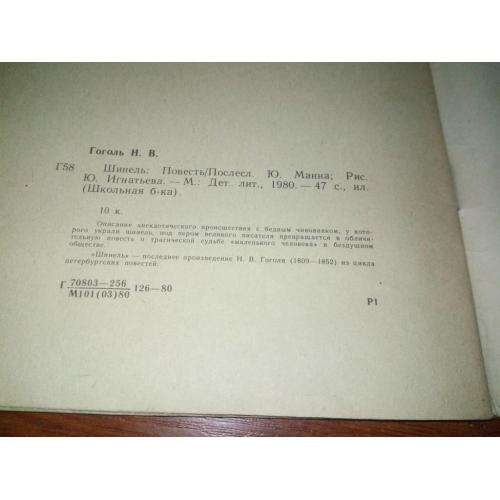 Гоголь Н. В.
Г58 Шинель: Повесть/Послесл. Ю. Манна; Рис.
Ю. Игнатьева. — М.: Дет. лит., 1980. — 47 с., ил.
(Школьная б-ка).
10 к.
Описание анекдотического происшествия с бедным чиновником, у кото-
рого украли шинель, под пером великого писателя превращается в обличи-
тельную повесть о трагической судьбе «маленького человека» в бездушном
обществе.
«Шинель» — последнее произведение Н. В. Гоголя (1809—1852) из цикла
петербургских повестей.
Г 70803—256
М101(03)80 126—80
Р1